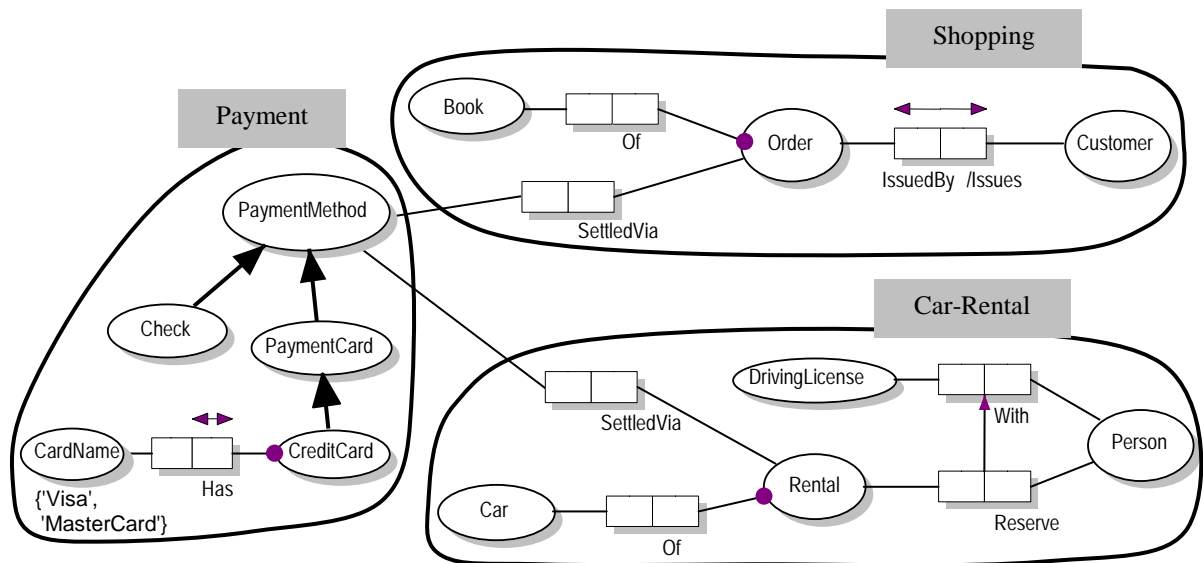 Shopping
Book
Of
Order
Customer
IssuedBy /Issues
SettledVia
Payment
PaymentMethod
Check
PaymentCard
CardName
Has
CreditCard
{'Visa',
'MasterCard'}
Car-Rental
DrivingLicense
With
Person
SettledVia
Rental
Reserve
Car
Of